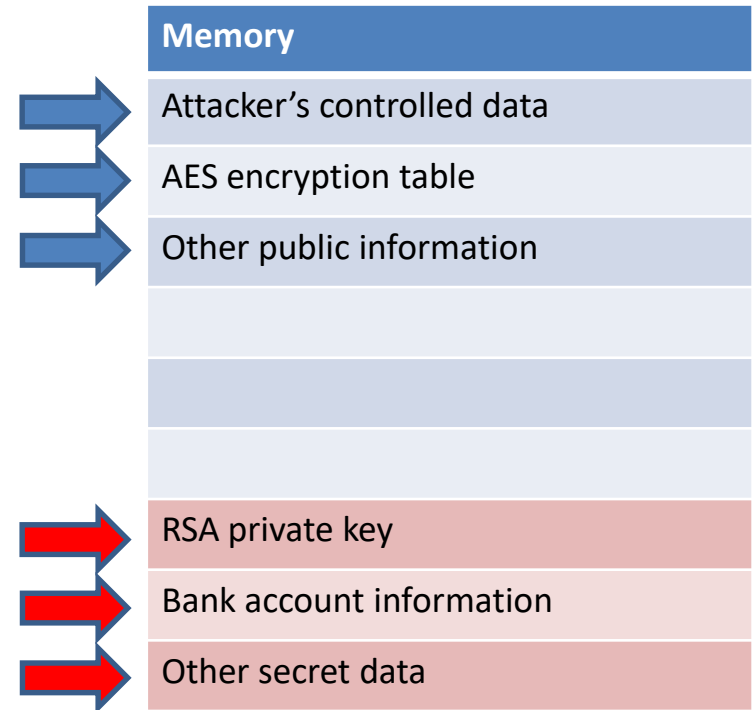 Memory
Attacker’s controlled data
AES encryption table
Other public information
RSA private key
Bank account information
Other secret data